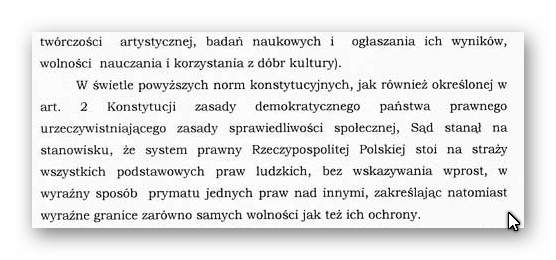 twórczości artystycznej, badań naukowych i ogłaszania ich wyników,
wolności nauczania i korzystania z dóbr kultury).
W świetle powyższych norm konstytucyjnych, jak również określonej w
art. 2 Konstytucji zasady demokratycznego państwa prawnego
urzeczywistniającego zasady sprawiedliwości społecznej, Sąd stanął na
stanowisku, że system prawny Rzeczypospolitej Polskiej stoi na straży
wszystkich podstawowych praw ludzkich, bez wskazywania wprost, w
wyraźny sposób prymatu jednych praw nad innymi, zakreślając natomiast
wyraźne granice zarówno samych wolności jak też ich ochrony.